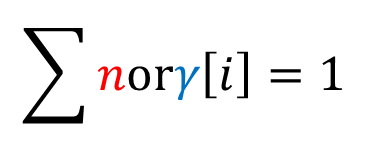 ∑ norγ[i] = 1